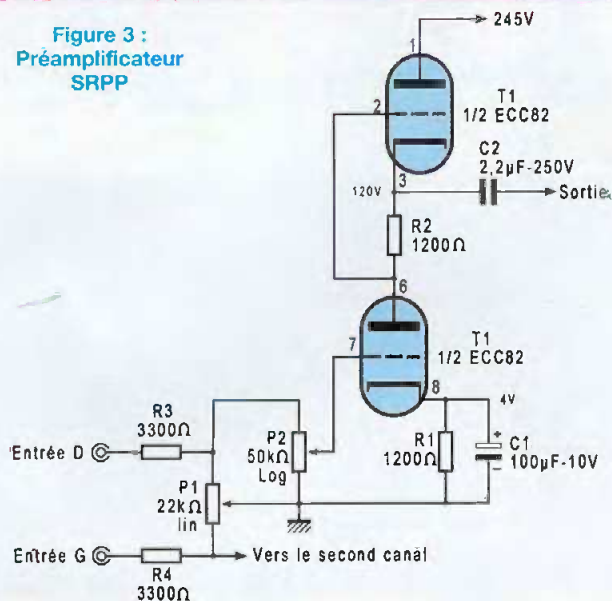 Figure 3 :
Préamplificateur
SRPP
245V
1
2
T1
1/2 ECC82
C2
2,2µF-250V
3
120V
Sortie
R2
1200Ω
6
7
T1
1/2 ECC82
8
4V
R3
3300Ω
Entrée D
P2
50kΩ
Log
R1
1200Ω
+
C1
100µF-10V
−
P1
22kΩ
lin
Entrée G
Vers le second canal
R4
3300Ω